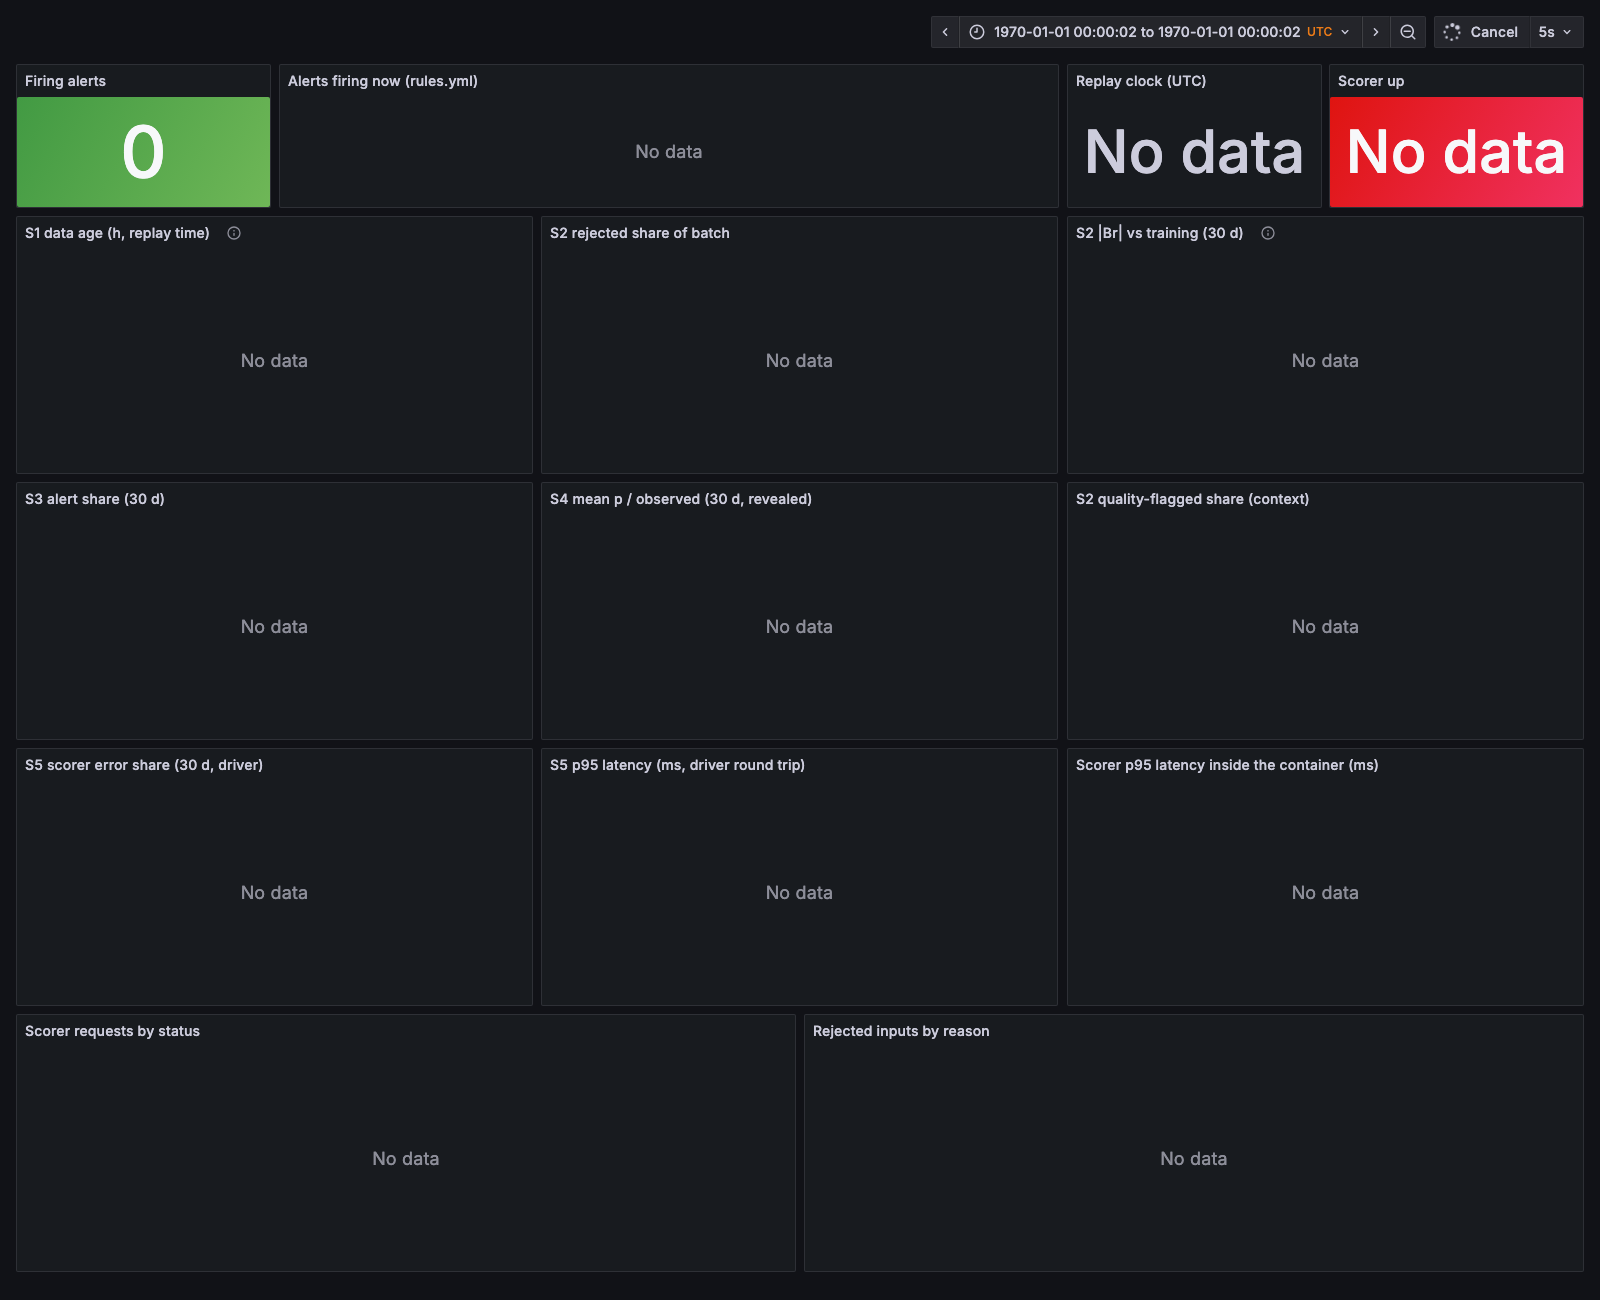 1970-01-01 00:00:02 to 1970-01-01 00:00:02 UTC Cancel 5s
Firing alerts
0
Alerts firing now (rules.yml)
No data
Replay clock (UTC)
No data
Scorer up
No data
S1 data age (h, replay time)
No data
S2 rejected share of batch
No data
S2 |Br| vs training (30 d)
No data
S3 alert share (30 d)
No data
S4 mean p / observed (30 d, revealed)
No data
S2 quality-flagged share (context)
No data
S5 scorer error share (30 d, driver)
No data
S5 p95 latency (ms, driver round trip)
No data
Scorer p95 latency inside the container (ms)
No data
Scorer requests by status
No data
Rejected inputs by reason
No data